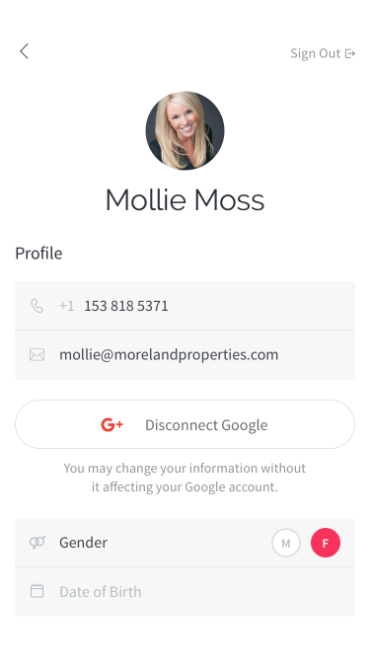 Sign Out
Mollie Moss
Profile
+1 153 818 5371
mollie@morelandproperties.com
G+ Disconnect Google
You may change your information without
it affecting your Google account.
Gender M F
Date of Birth